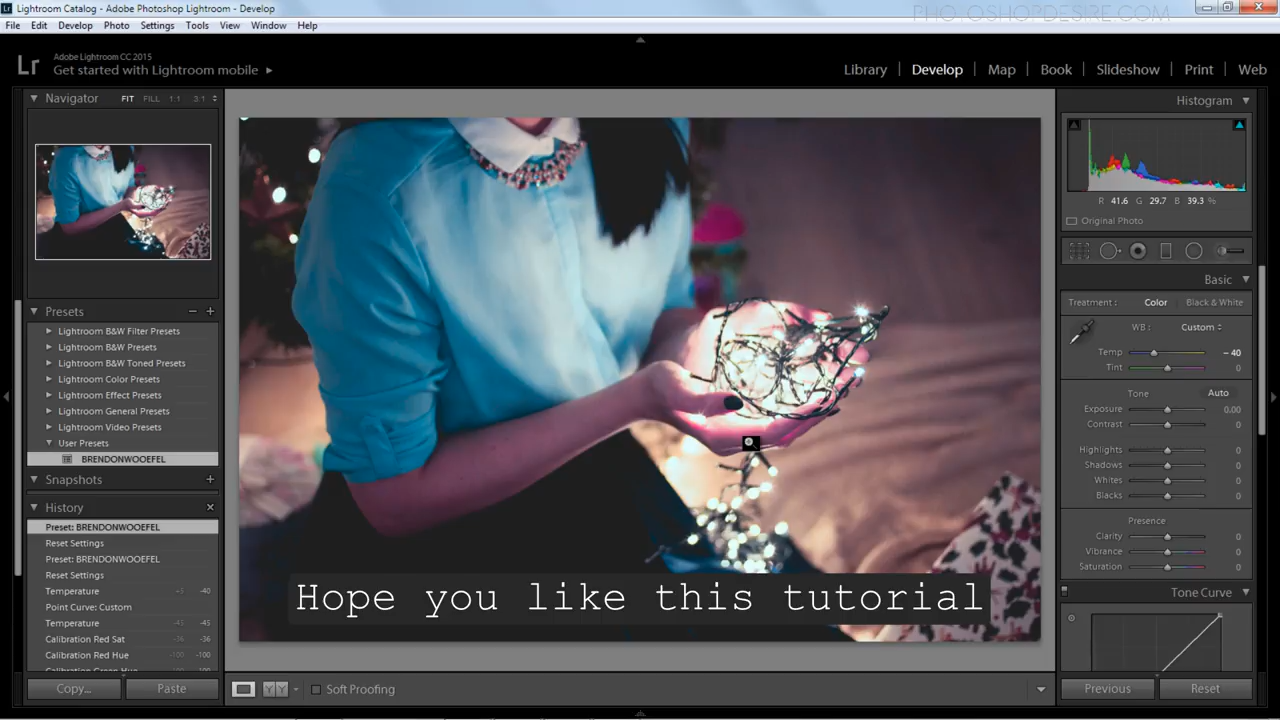 Lightroom Catalog - Adobe Photoshop Lightroom - Develop
PHOTOSHOPDESIRE.COM
File Edit Develop Photo Settings Tools View Window Help
Lr
Adobe Lightroom CC 2015
Get started with Lightroom mobile
Library Develop Map Book Slideshow Print Web
Navigator FIT FILL 1:1 3:1
Presets
Lightroom B&W Filter Presets
Lightroom B&W Presets
Lightroom B&W Toned Presets
Lightroom Color Presets
Lightroom Effect Presets
Lightroom General Presets
Lightroom Video Presets
User Presets
BRENDONWOOEFEL
Snapshots
History
Preset: BRENDONWOOEFEL
Reset Settings
Preset: BRENDONWOOEFEL
Reset Settings
Temperature -5 -40
Point Curve: Custom
Temperature -45 -45
Calibration Red Sat -36 -36
Calibration Red Hue -100 -100
Calibration Green Hue
Copy... Paste
Hope you like this tutorial
Soft Proofing
Histogram
R 41.6 G 29.7 B 39.3 %
Original Photo
Basic
Treatment : Color Black & White
WB : Custom
Temp - 40
Tint 0
Tone Auto
Exposure 0.00
Contrast 0
Highlights 0
Shadows 0
Whites 0
Blacks 0
Presence
Clarity 0
Vibrance 0
Saturation 0
Tone Curve
Previous Reset